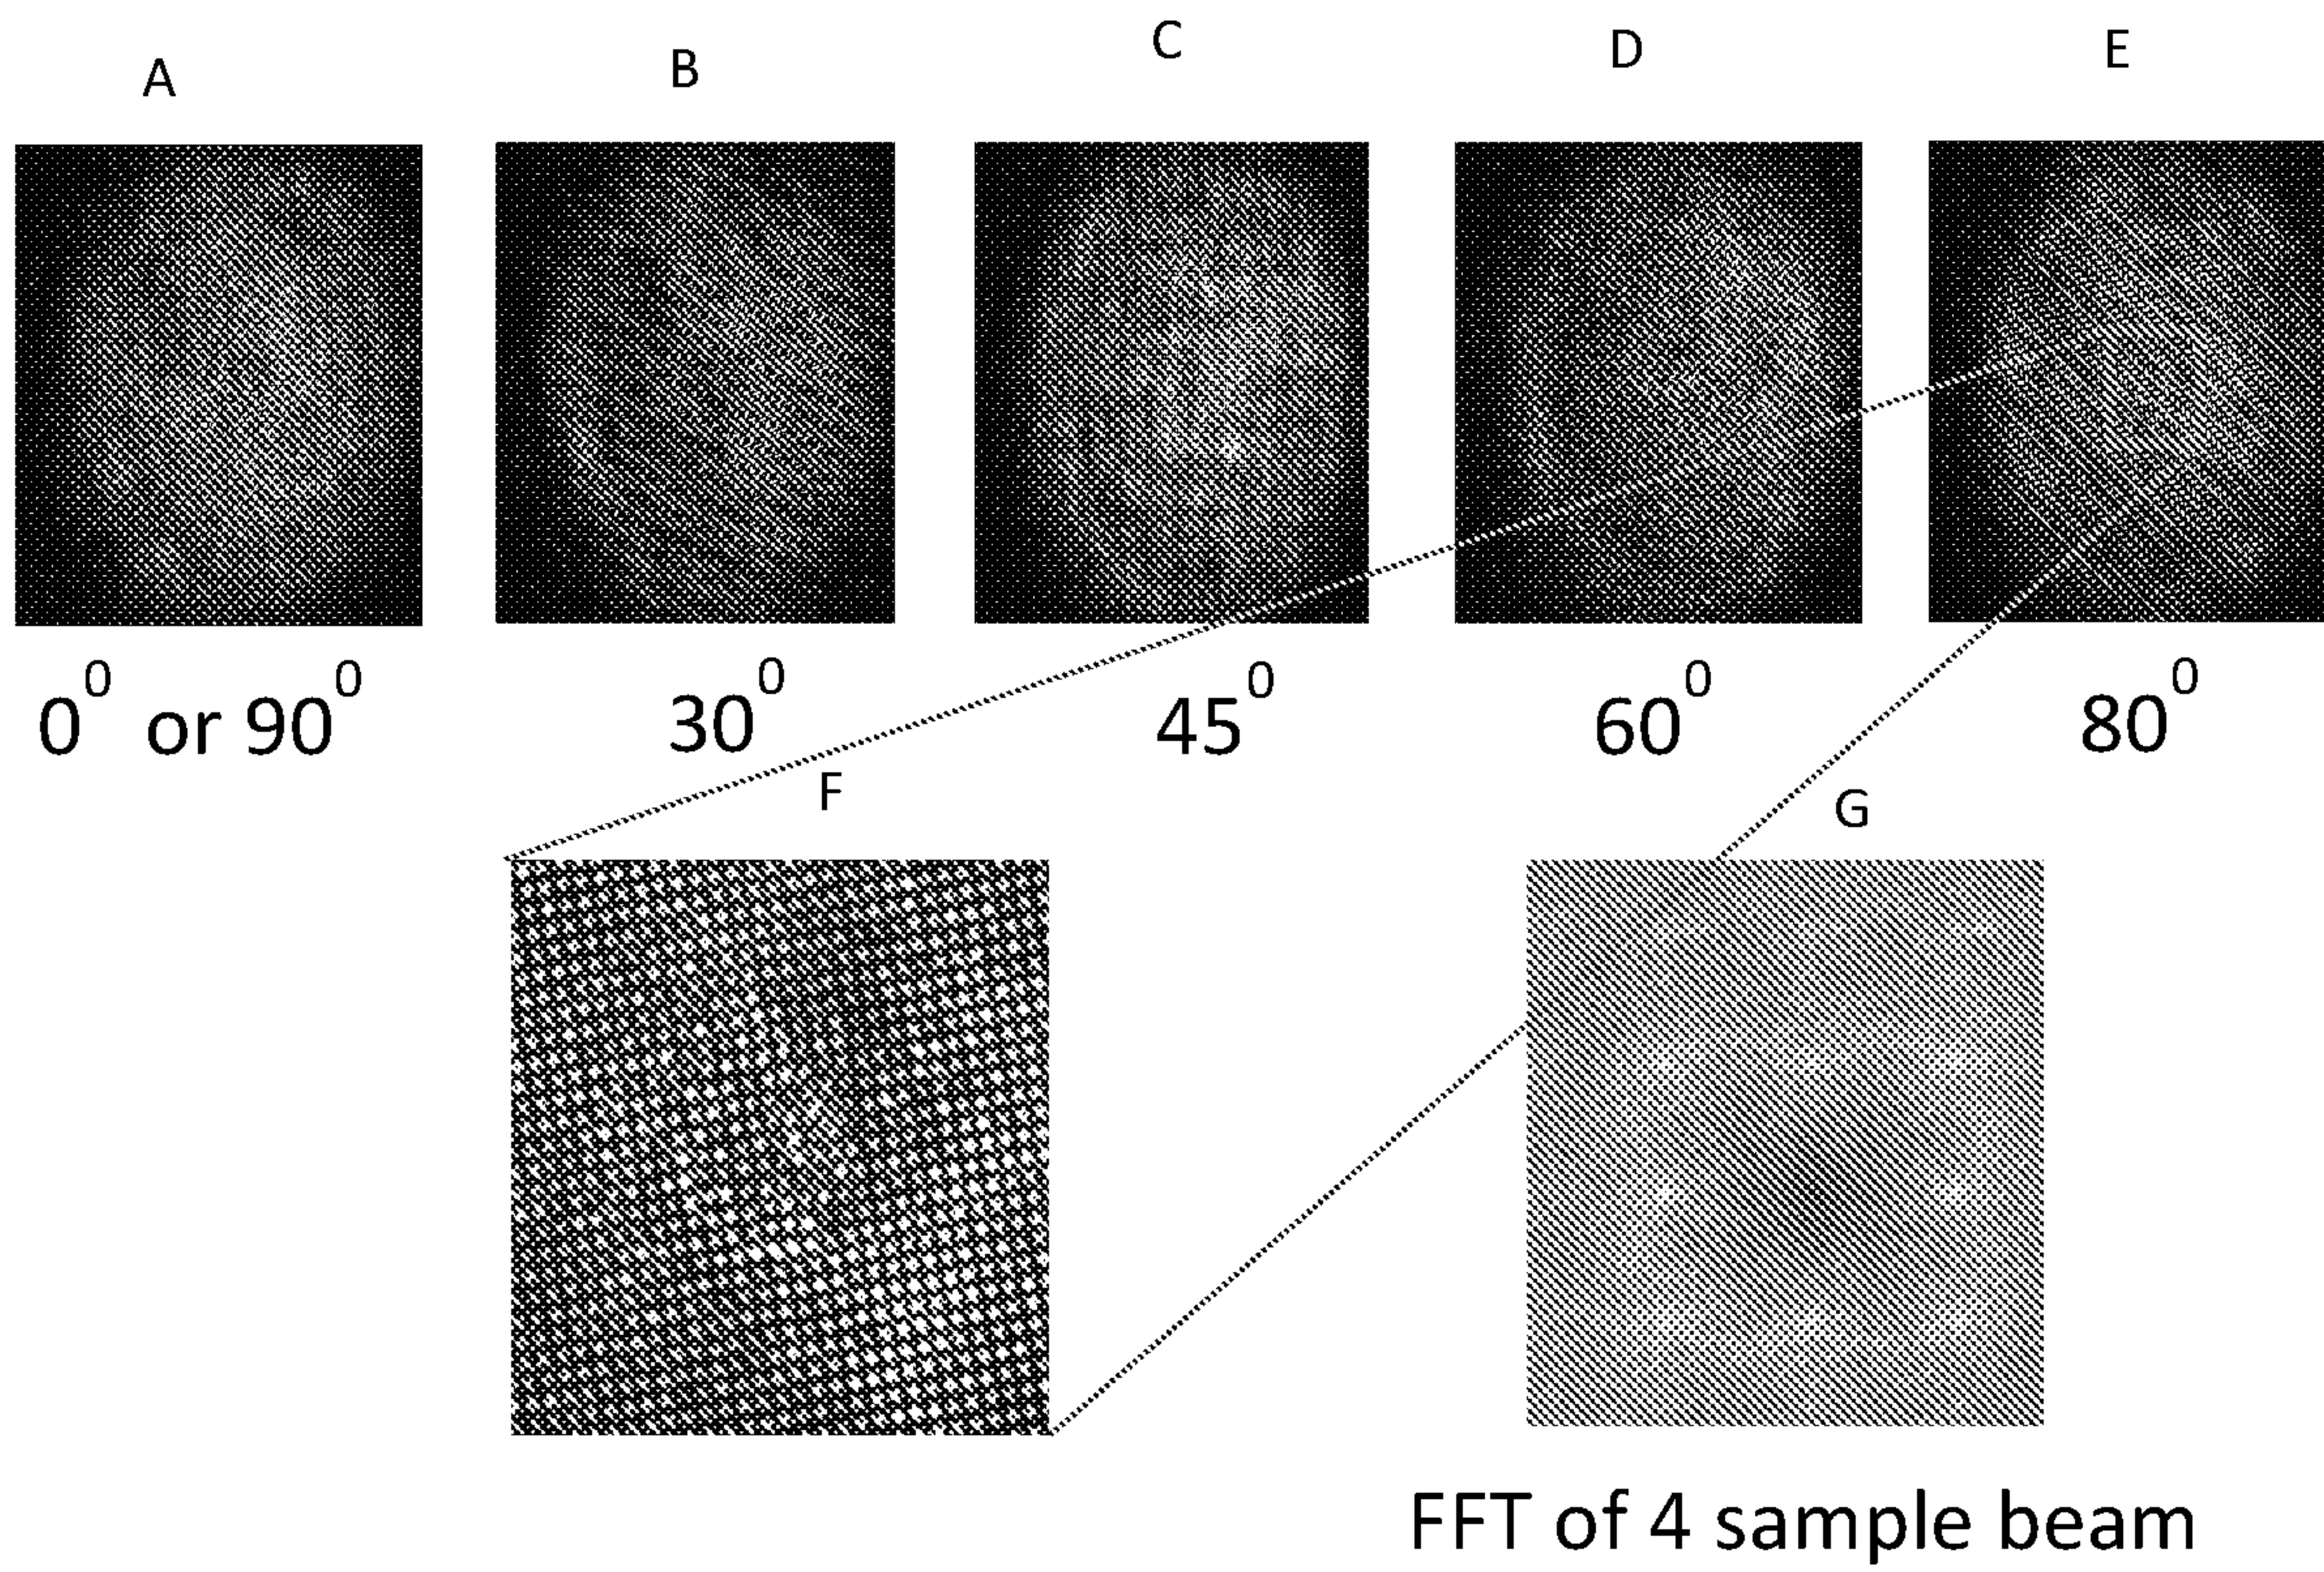 A
B
C
D
E
0⁰ or 90⁰
30⁰
45⁰
60⁰
80⁰
F
G
FFT of 4 sample beam